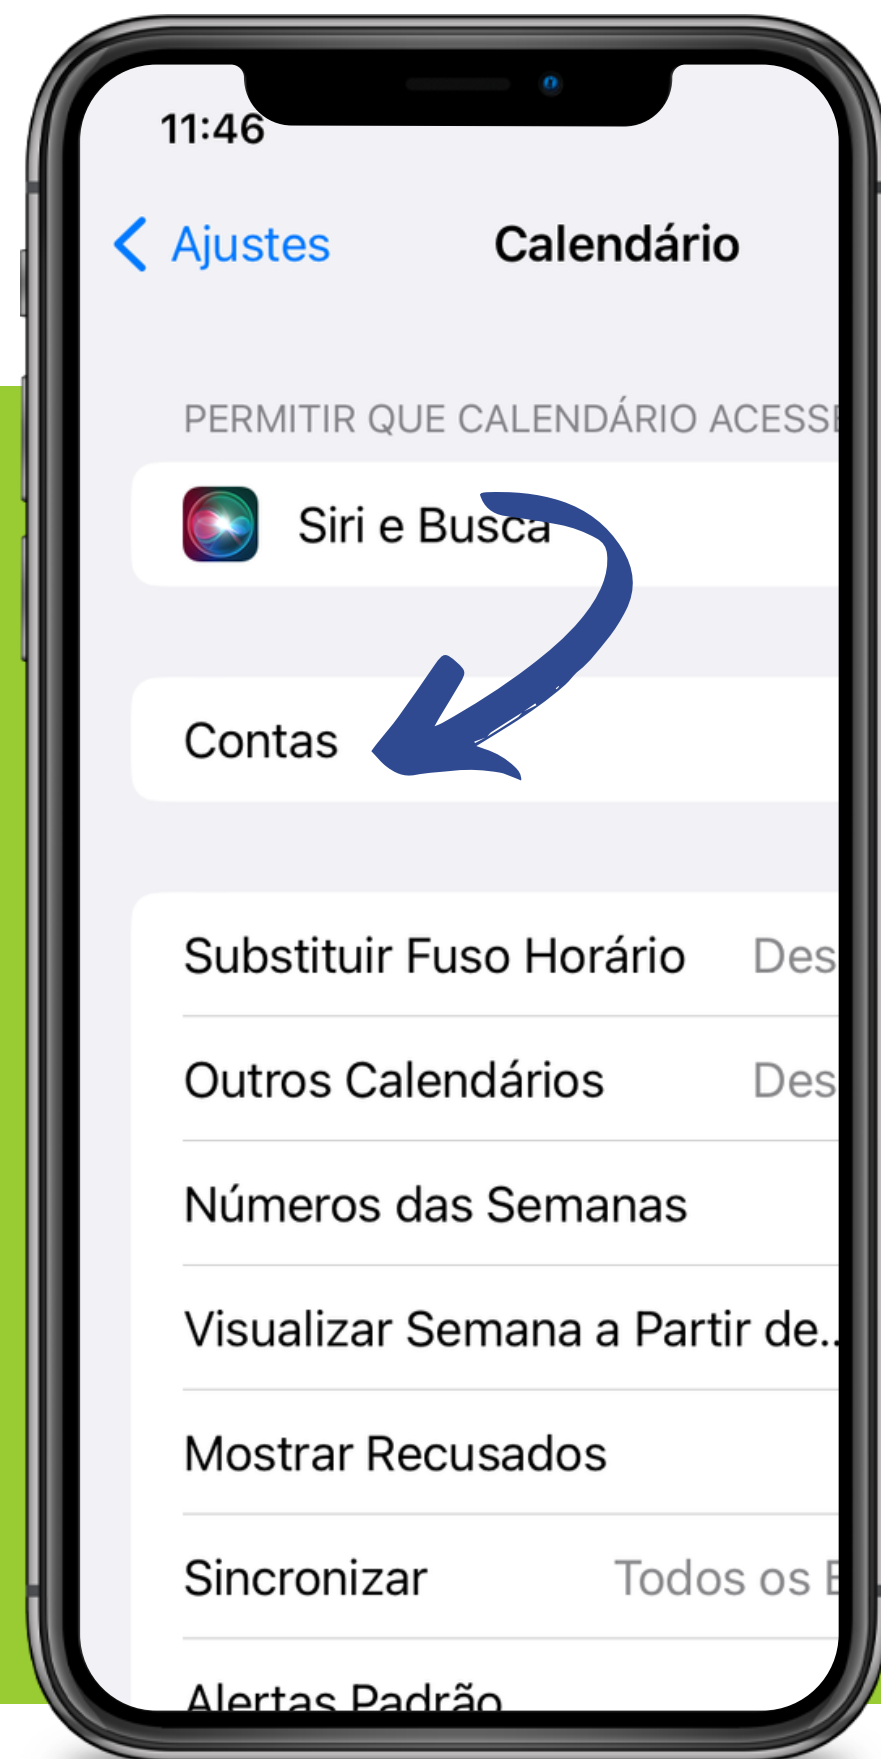 11:46
Ajustes
Calendário
PERMITIR QUE CALENDÁRIO ACESSE
Siri e Busca
Contas
Substituir Fuso Horário Des
Outros Calendários Des
Números das Semanas
Visualizar Semana a Partir de..
Mostrar Recusados
Sincronizar Todos os E
Alertas Padrão